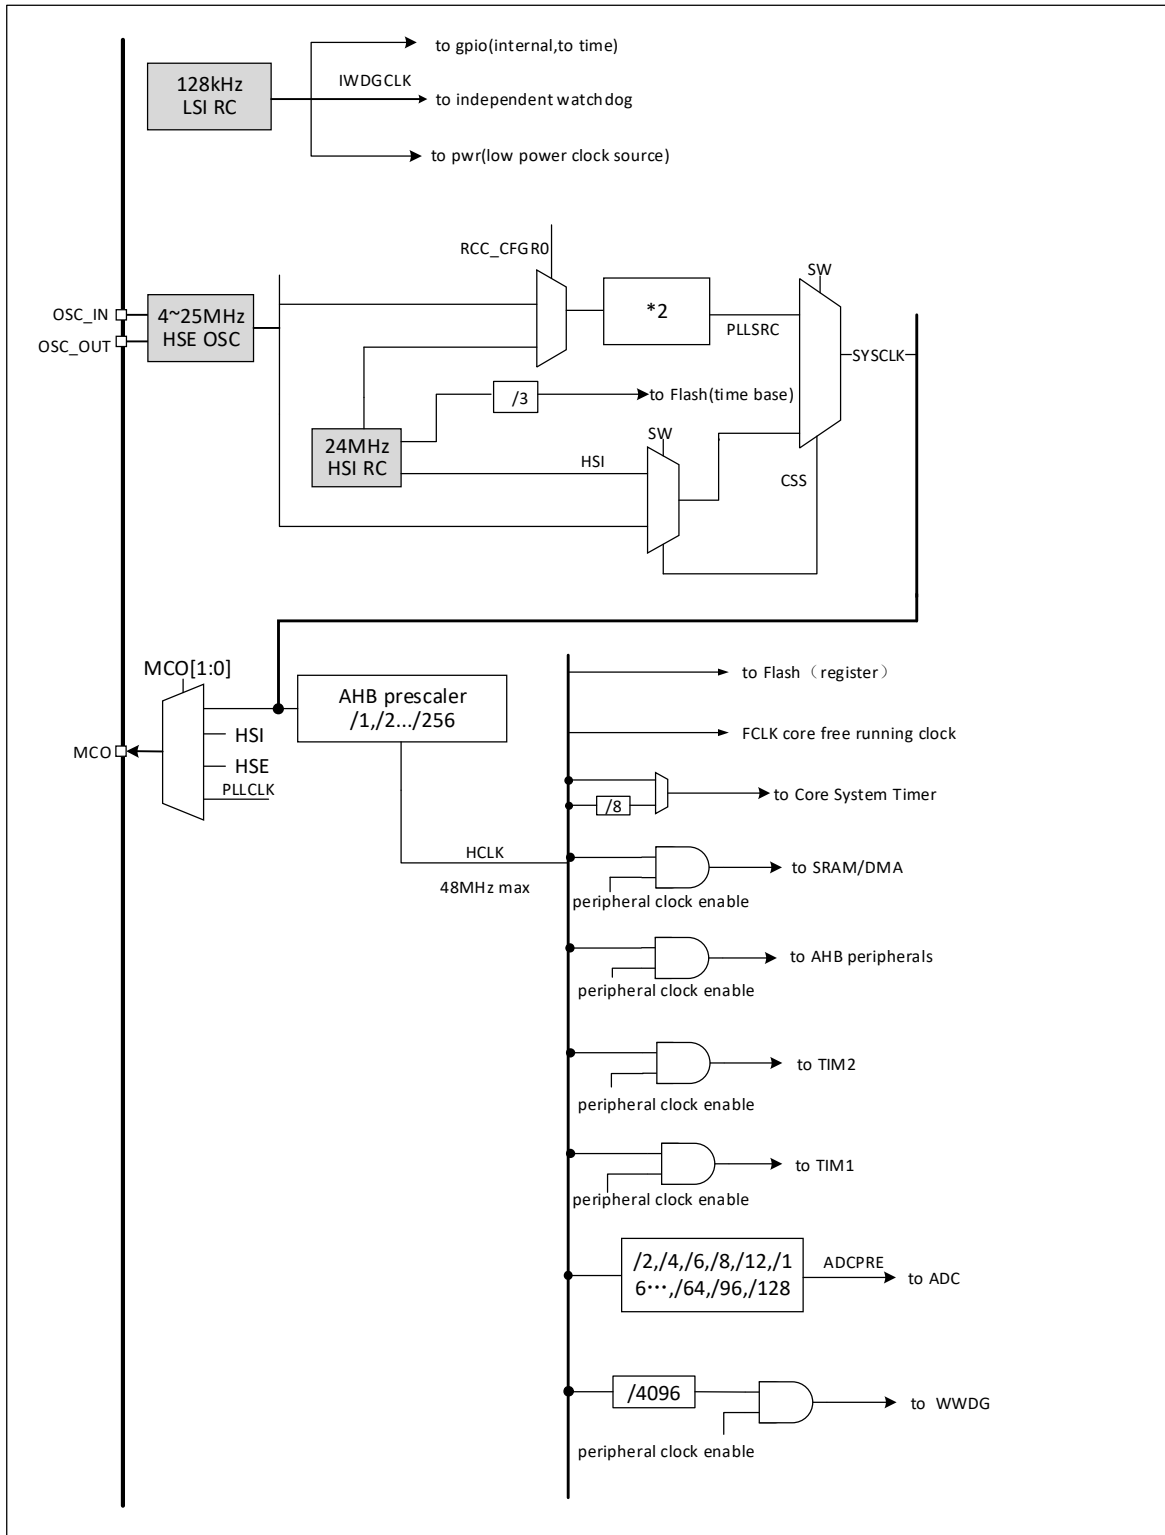 to gpio(internal,to time)
128kHz
LSI RC
IWDGCLK
to independent watchdog
to pwr(low power clock source)
RCC_CFGR0
SW
OSC_IN
OSC_OUT
4~25MHz
HSE OSC
*2
PLLSRC
SYSCLK
/3
to Flash(time base)
24MHz
HSI RC
HSI
SW
CSS
MCO[1:0]
AHB prescaler
/1,/2.../256
HSI
MCO
HSE
PLLCLK
HCLK
48MHz max
to Flash（register）
FCLK core free running clock
/8
to Core System Timer
to SRAM/DMA
peripheral clock enable
to AHB peripherals
peripheral clock enable
to TIM2
peripheral clock enable
to TIM1
peripheral clock enable
/2,/4,/6,/8,/12,/1
6⋯,/64,/96,/128
ADCPRE
to ADC
/4096
to WWDG
peripheral clock enable